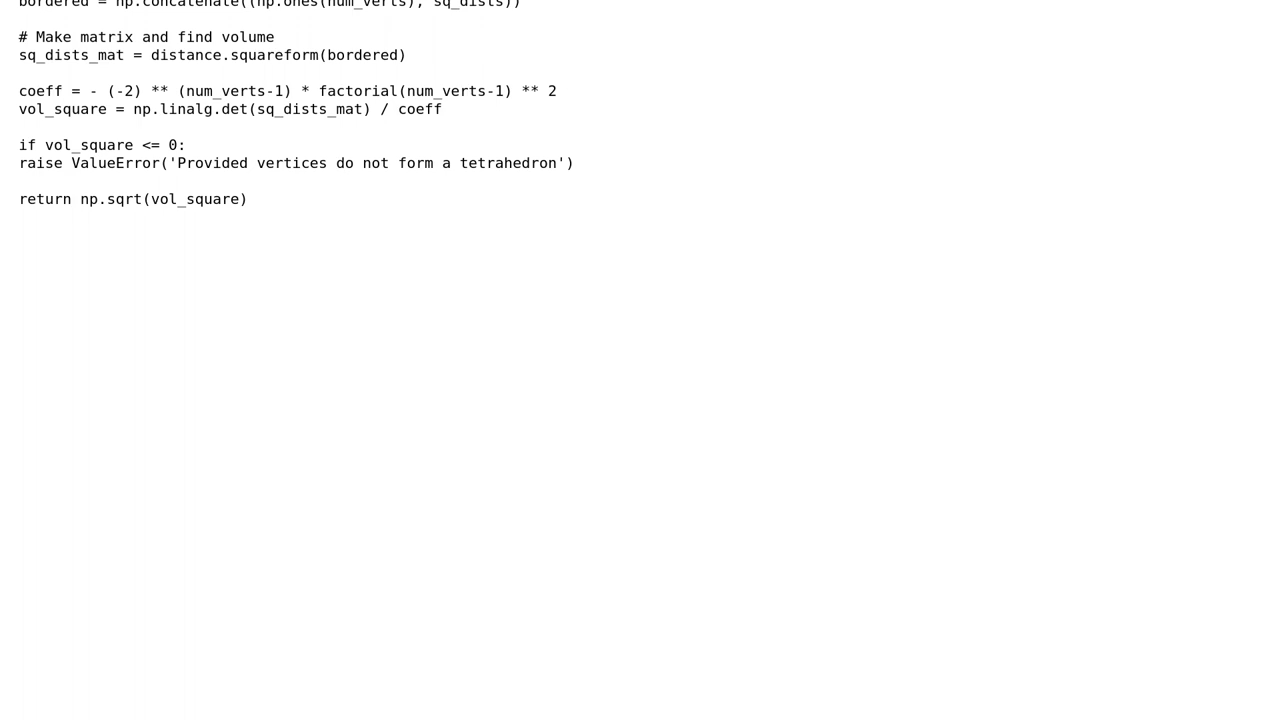 bordered = np.concatenate((np.ones(num_verts), sq_dists))
# Make matrix and find volume
sq_dists_mat = distance.squareform(bordered)
coeff = - (-2) ** (num_verts-1) * factorial(num_verts-1) ** 2
vol_square = np.linalg.det(sq_dists_mat) / coeff
if vol_square <= 0:
raise ValueError('Provided vertices do not form a tetrahedron')
return np.sqrt(vol_square)